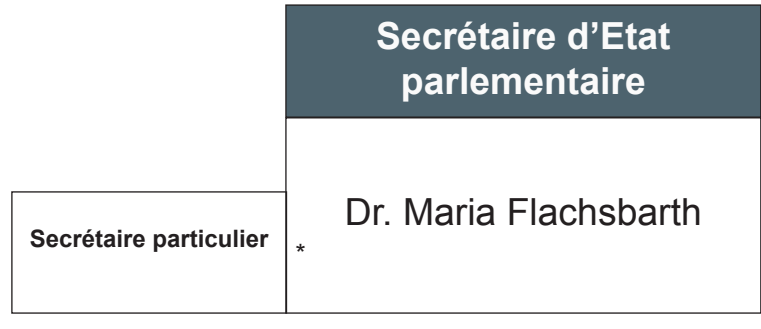 Secrétaire d’Etat
parlementaire
Dr. Maria Flachsbarth
Secrétaire particulier
*